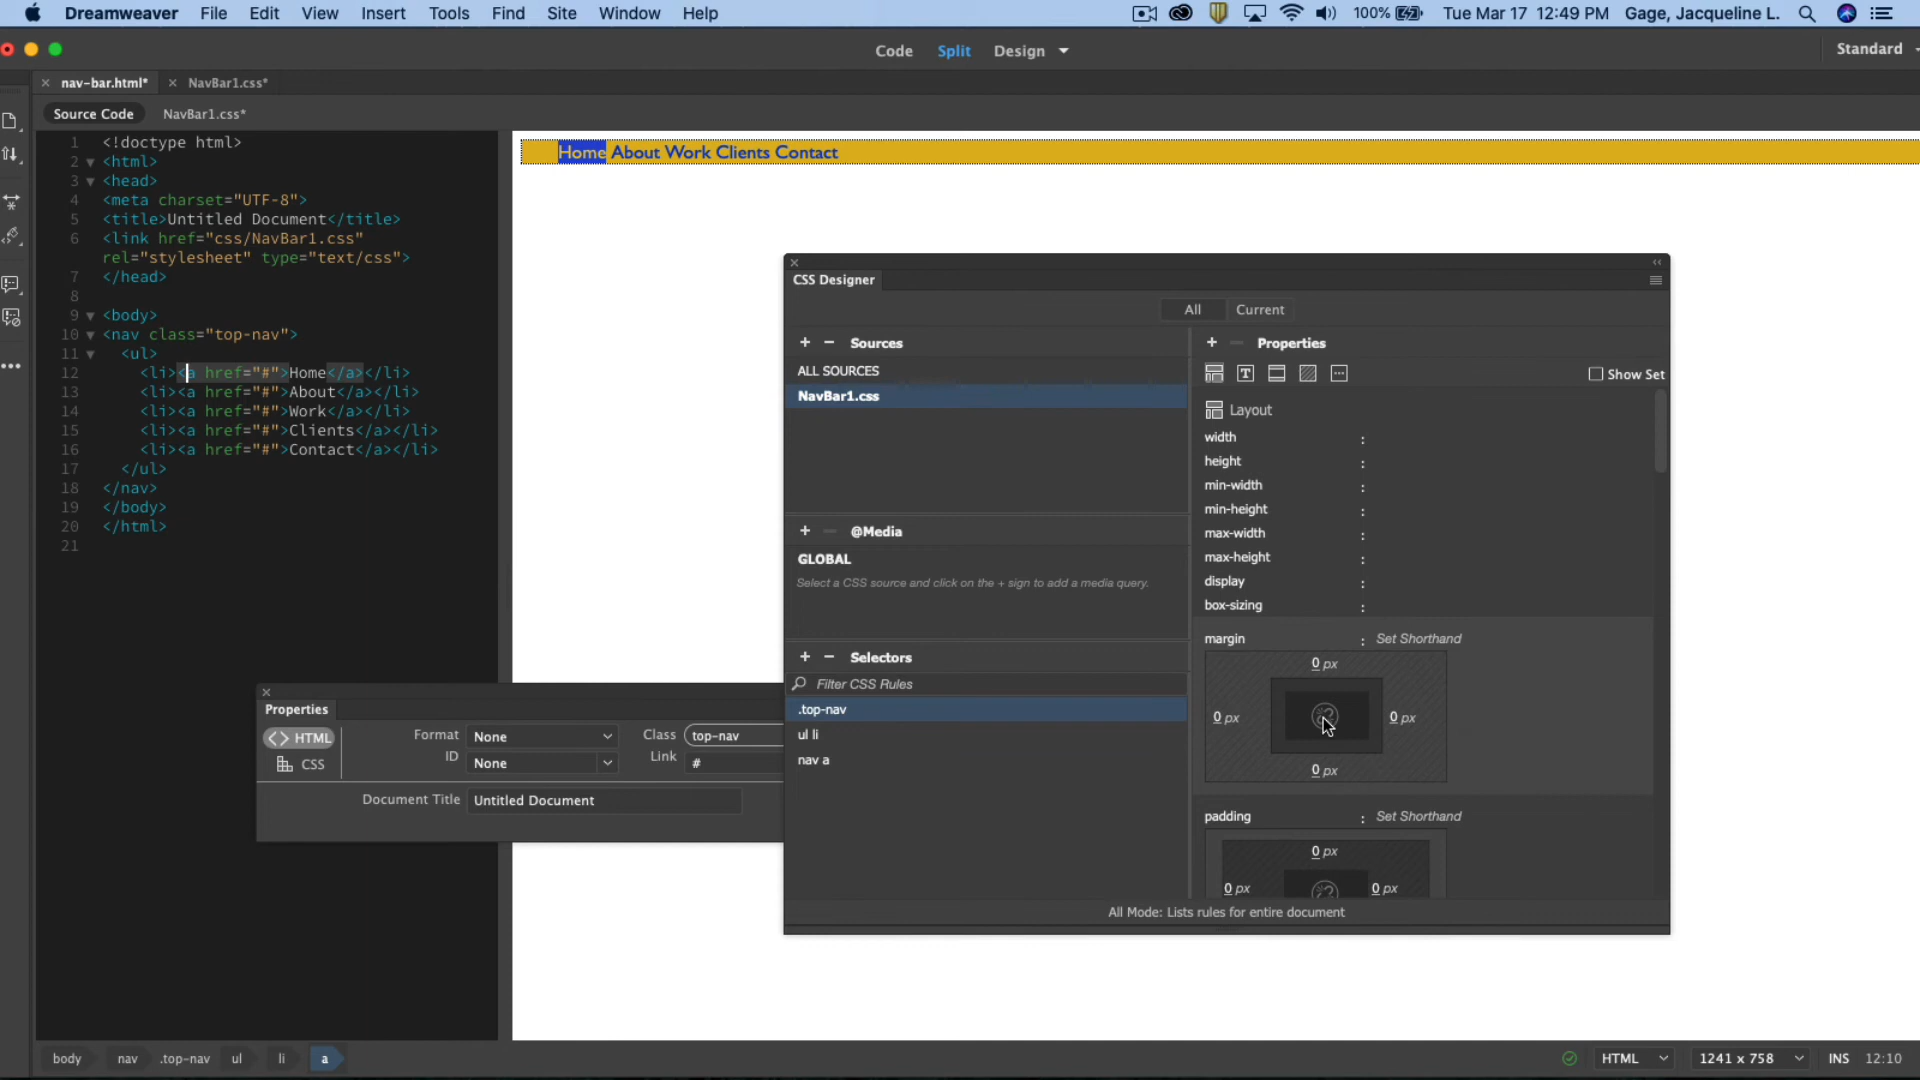 Dreamweaver File Edit View Insert Tools Find Site Window Help 100% Tue Mar 17 12:49 PM Gage, Jacqueline L.
Code Split Design Standard
nav-bar.html* NavBar1.css*
Source Code NavBar1.css*
1 <!doctype html>
2 <html>
3 <head>
4 <meta charset="UTF-8">
5 <title>Untitled Document</title>
6 <link href="css/NavBar1.css"
rel="stylesheet" type="text/css">
7 </head>
8
9 <body>
10 <nav class="top-nav">
11 <ul>
12 <li><a href="#">Home</a></li>
13 <li><a href="#">About</a></li>
14 <li><a href="#">Work</a></li>
15 <li><a href="#">Clients</a></li>
16 <li><a href="#">Contact</a></li>
17 </ul>
18 </nav>
19 </body>
20 </html>
21
Home About Work Clients Contact
CSS Designer
All Current
+ − Sources
ALL SOURCES
NavBar1.css
+ − @Media
GLOBAL
Select a CSS source and click on the + sign to add a media query.
+ − Selectors
Filter CSS Rules
.top-nav
ul li
nav a
+ − Properties
T Show Set
Layout
width :
height :
min-width :
min-height :
max-width :
max-height :
display :
box-sizing :
margin : Set Shorthand
0 px
0 px 0 px
0 px
padding : Set Shorthand
0 px
0 px 0 px
All Mode: Lists rules for entire document
Properties
<> HTML Format None Class top-nav
CSS ID None Link #
Document Title Untitled Document
body nav .top-nav ul li a HTML 1241 x 758 INS 12:10